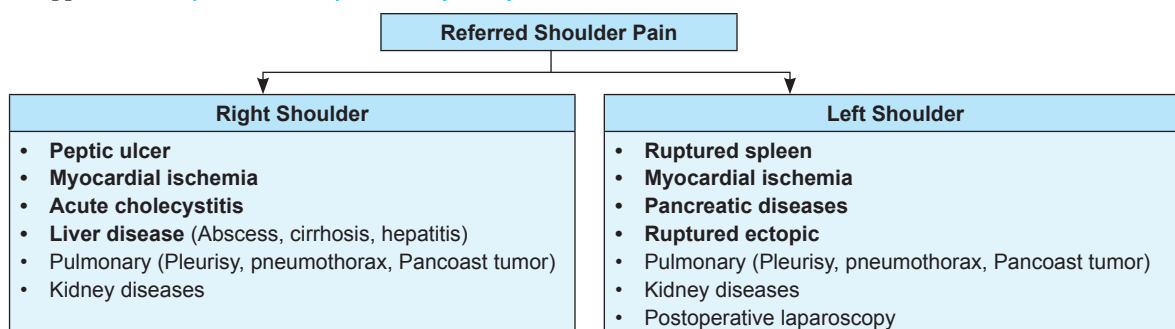 Referred Shoulder Pain
Right Shoulder
• Peptic ulcer
• Myocardial ischemia
• Acute cholecystitis
• Liver disease (Abscess, cirrhosis, hepatitis)
• Pulmonary (Pleurisy, pneumothorax, Pancoast tumor)
• Kidney diseases
Left Shoulder
• Ruptured spleen
• Myocardial ischemia
• Pancreatic diseases
• Ruptured ectopic
• Pulmonary (Pleurisy, pneumothorax, Pancoast tumor)
• Kidney diseases
• Postoperative laparoscopy